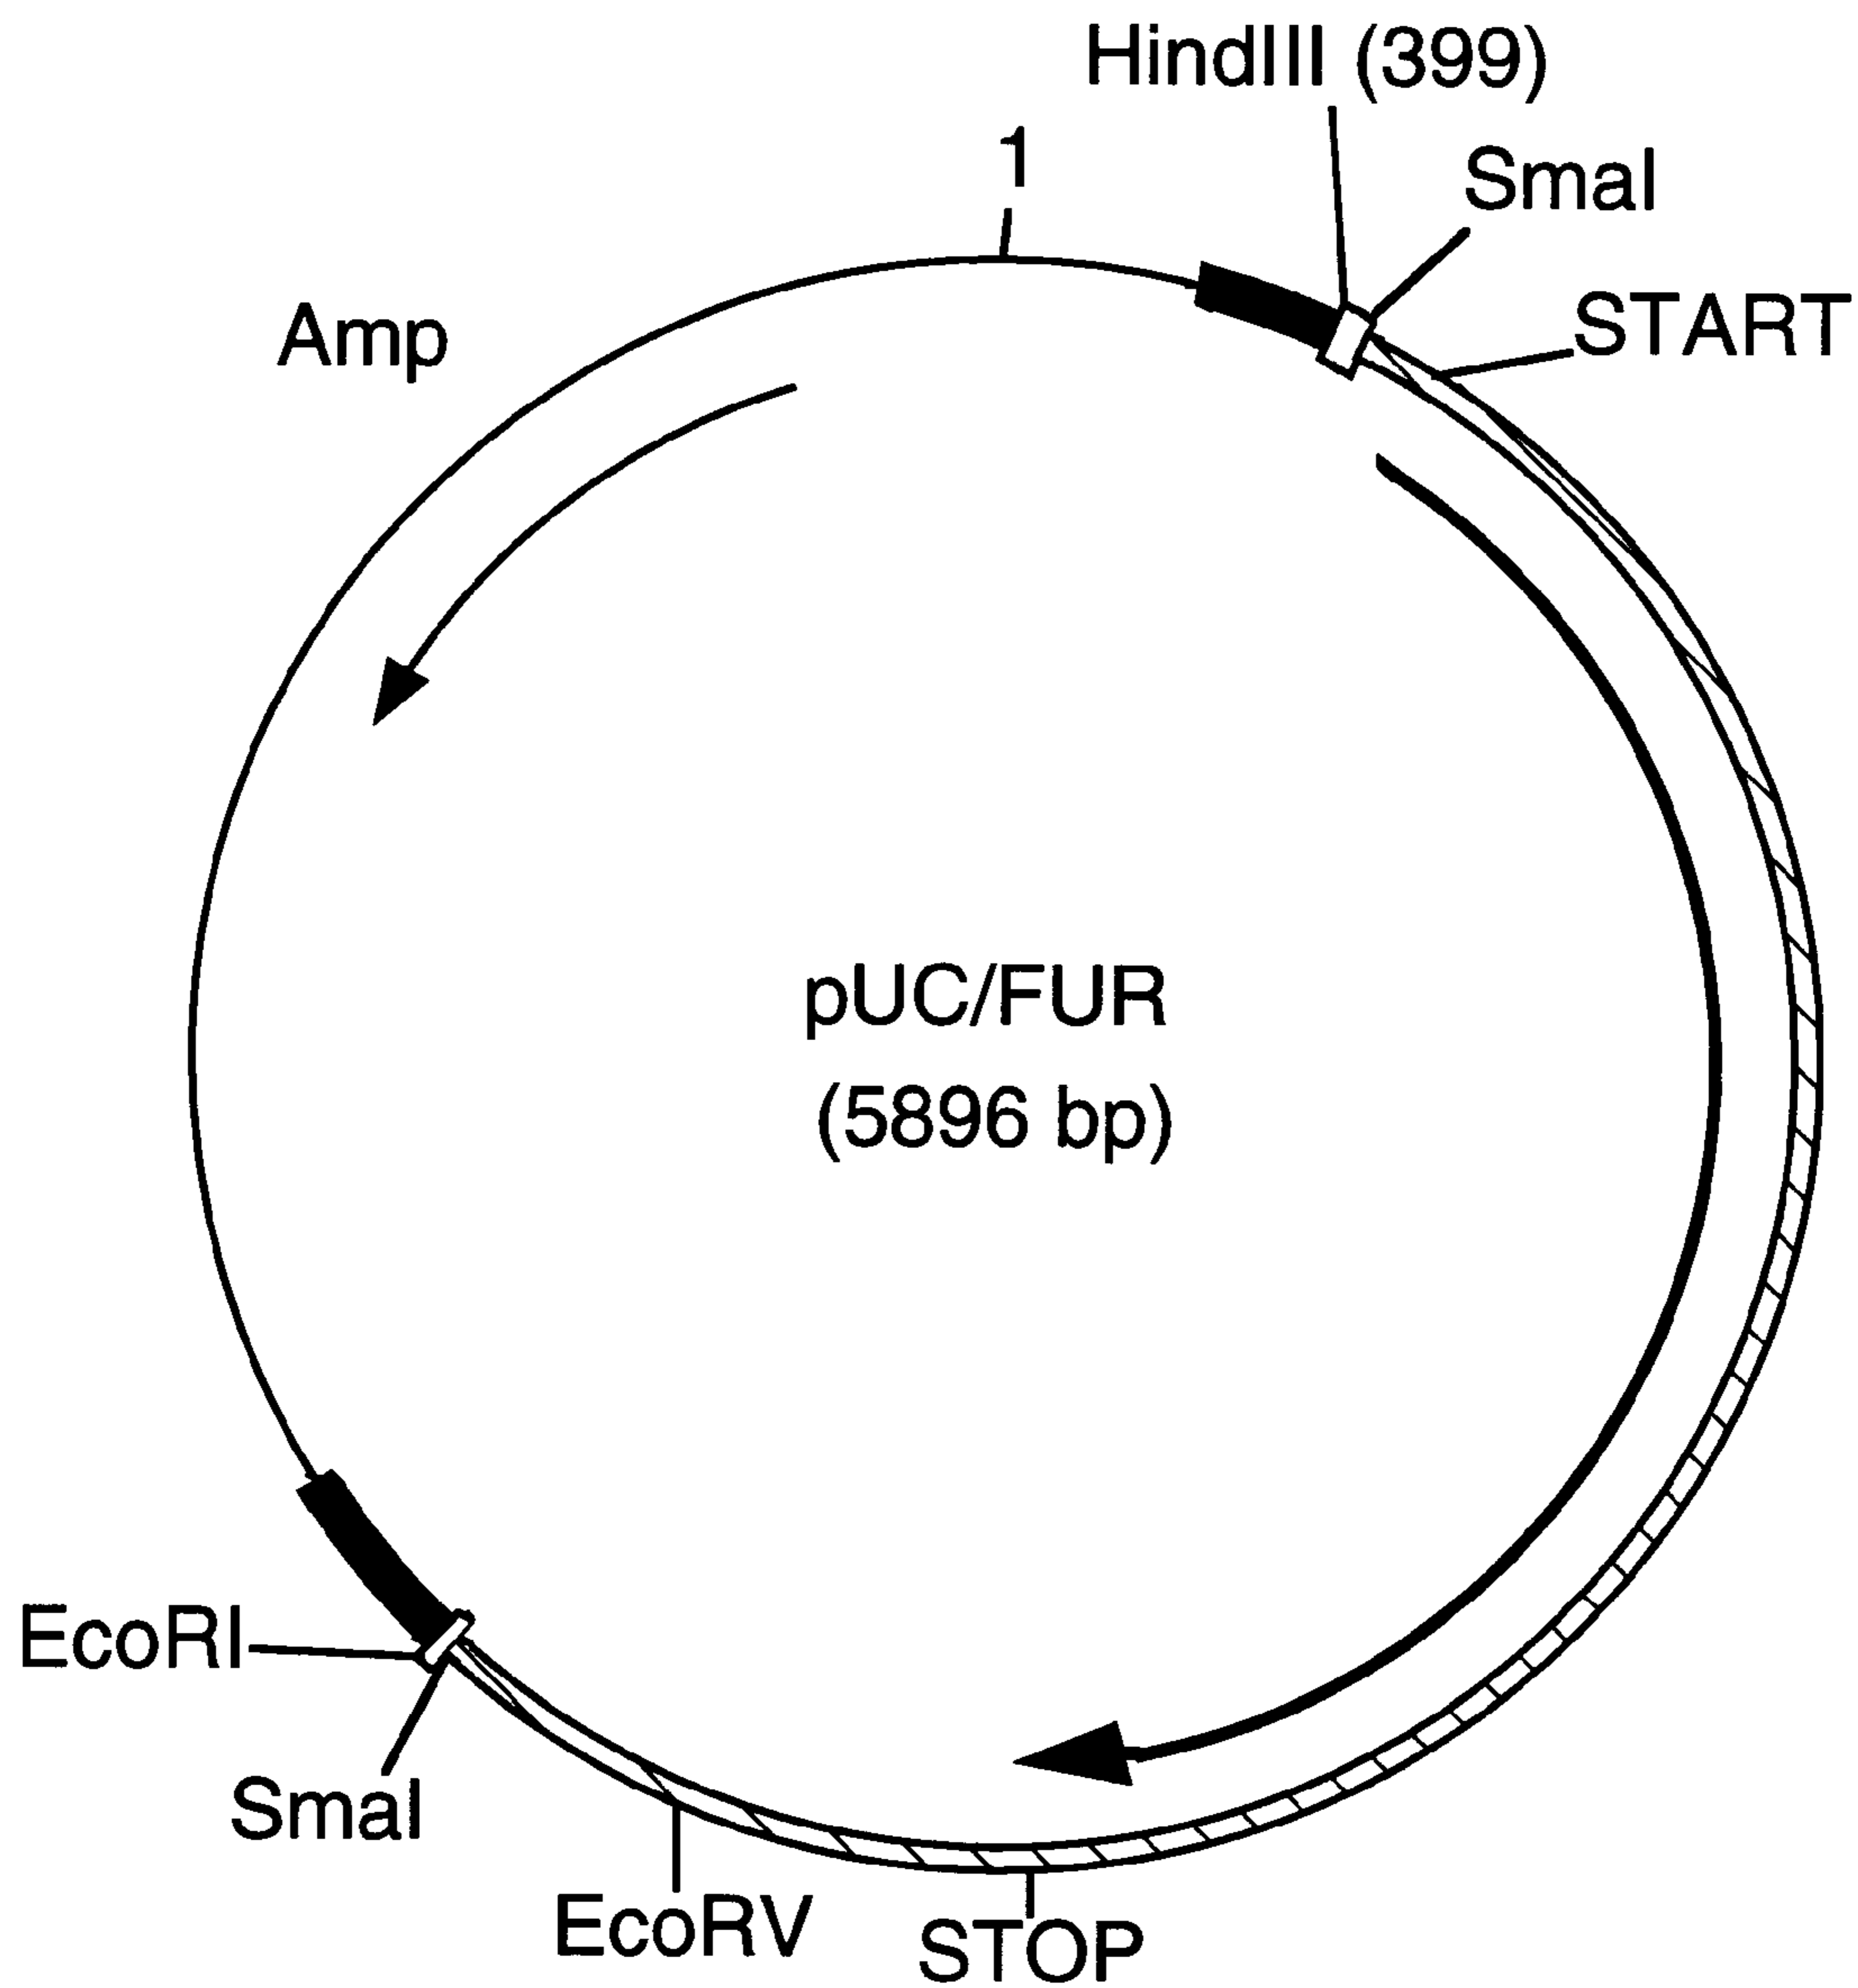 HindIII (399)
1
SmaI
START
Amp
pUC/FUR
(5896 bp)
EcoRI
SmaI
EcoRV
STOP